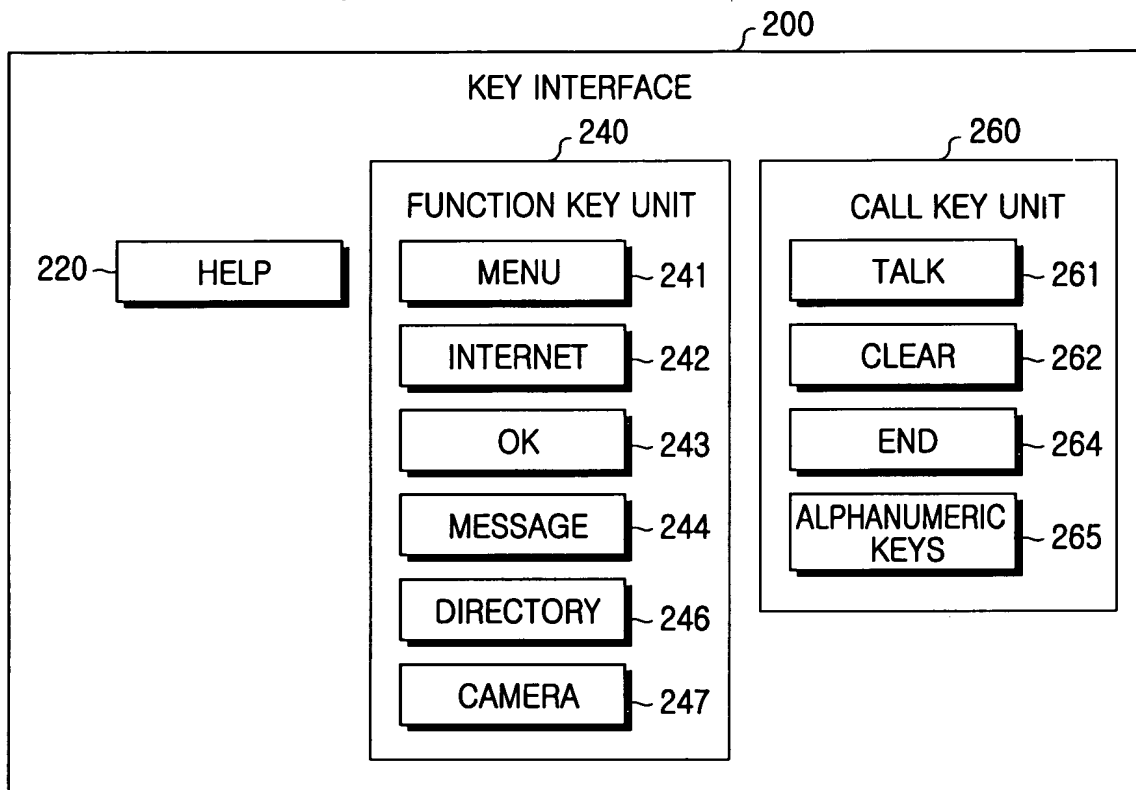 200
KEY INTERFACE
240
260
FUNCTION KEY UNIT
CALL KEY UNIT
220
HELP
MENU
241
INTERNET
242
OK
243
MESSAGE
244
DIRECTORY
246
CAMERA
247
TALK
261
CLEAR
262
END
264
ALPHANUMERIC
KEYS
265